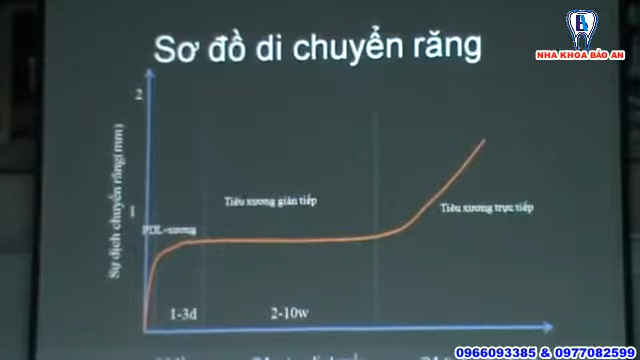 Sơ đồ di chuyển răng
NHA KHOA BẢO AN
2
Sự dịch chuyển răng(mm)
Tiêu xương gián tiếp
1
Tiêu xương trực tiếp
PDL-xương
1-3d
2-10w
0966093385 & 0977082599